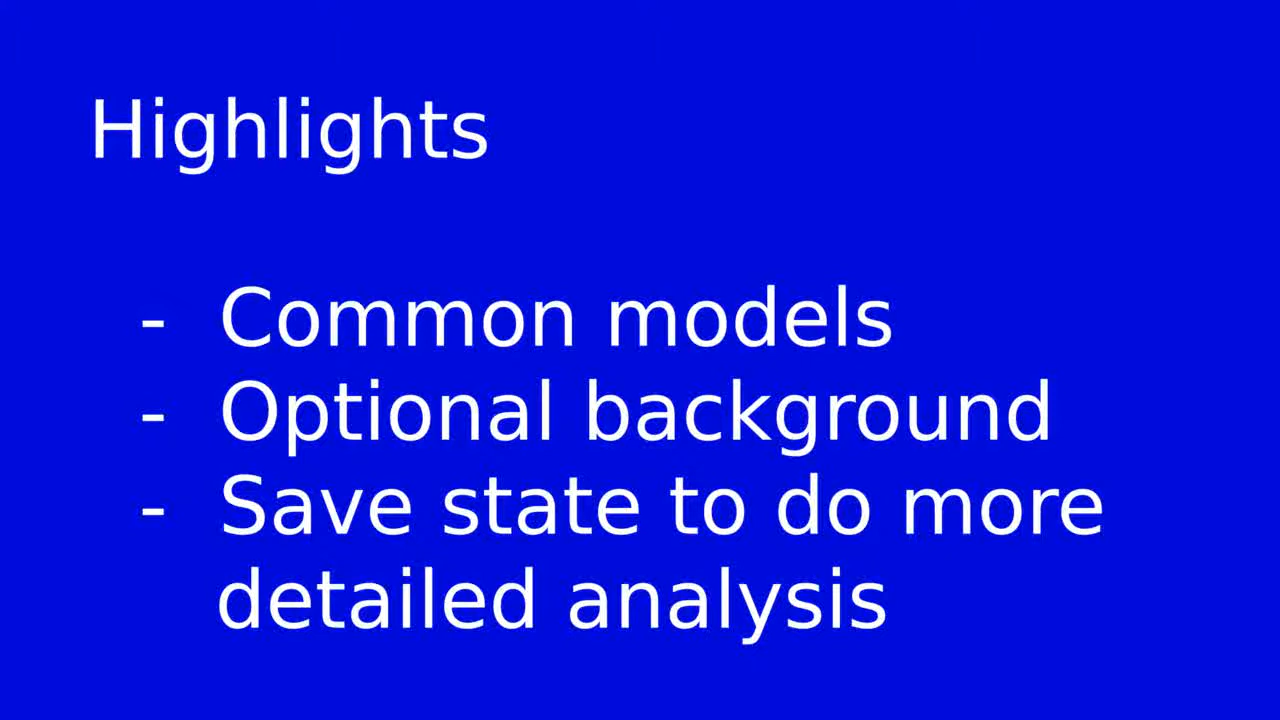 Highlights
- Common models
- Optional background
- Save state to do more
detailed analysis